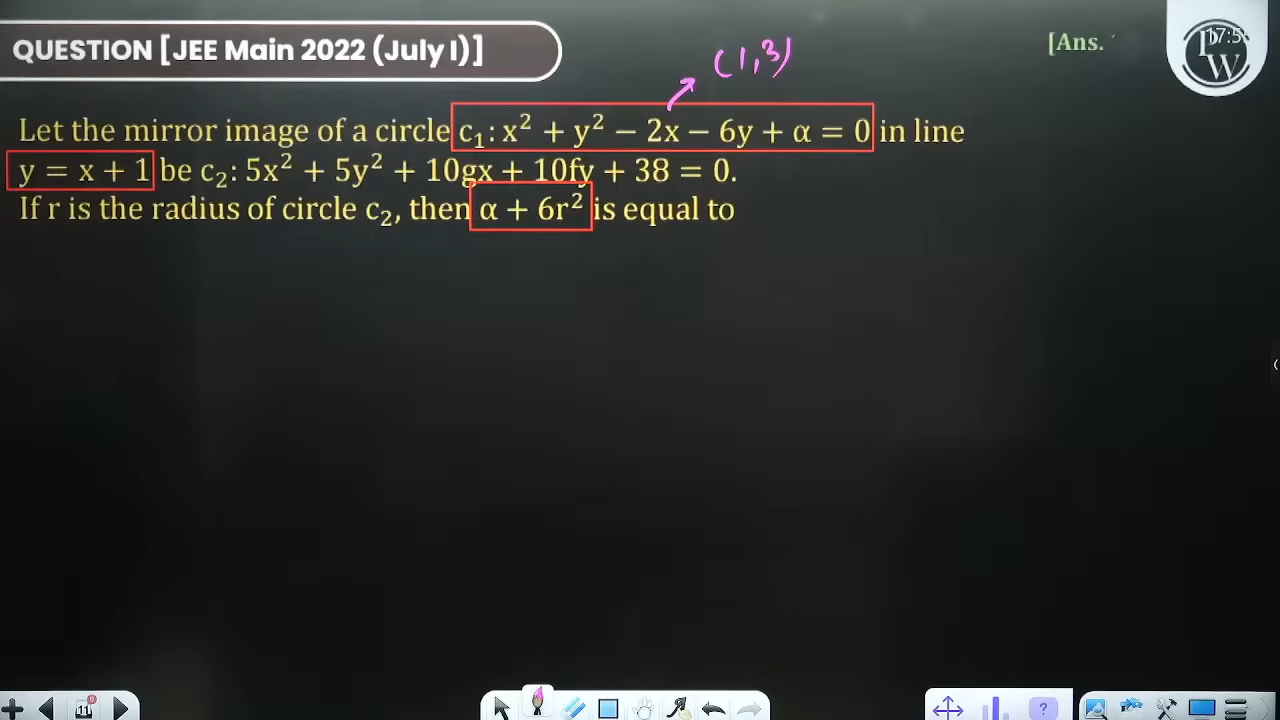 QUESTION [JEE Main 2022 (July I)]
[Ans.
(1,3)
Let the mirror image of a circle c₁: x² + y² − 2x − 6y + α = 0 in line
y = x + 1 be c₂: 5x² + 5y² + 10gx + 10fy + 38 = 0.
If r is the radius of circle c₂, then α + 6r² is equal to
11